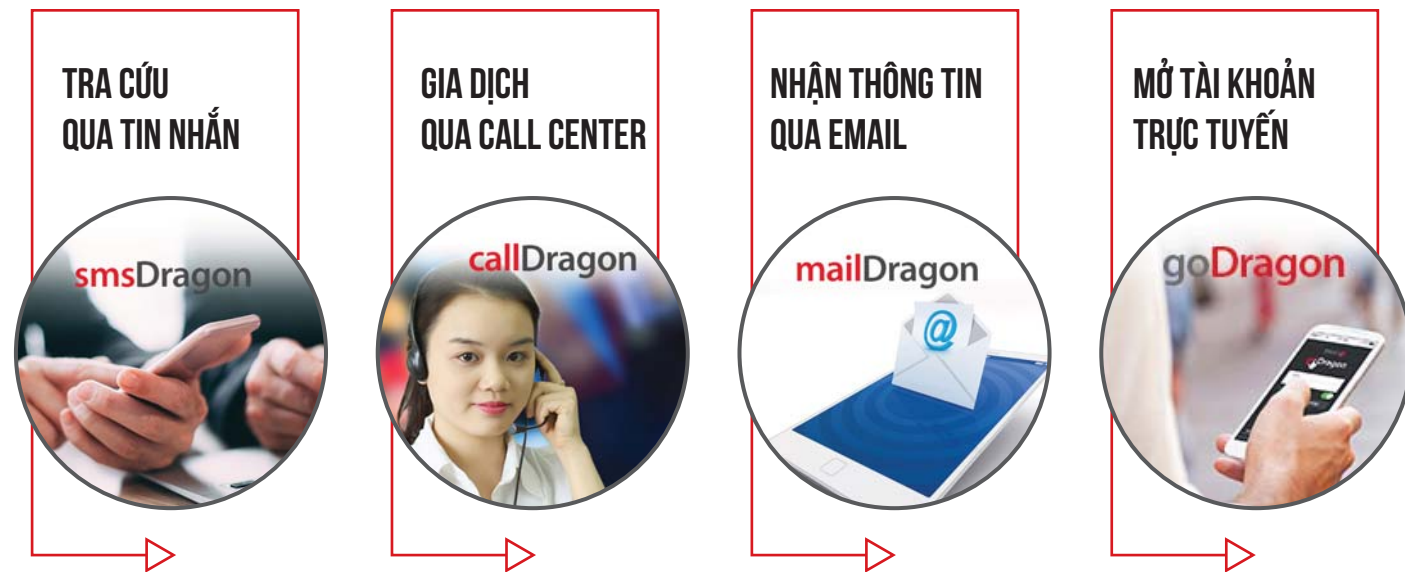 TRA CỨU
QUA TIN NHẮN
smsDragon
GIA DỊCH
QUA CALL CENTER
callDragon
NHẬN THÔNG TIN
QUA EMAIL
mailDragon
@
MỞ TÀI KHOẢN
TRỰC TUYẾN
goDragon
Dragon